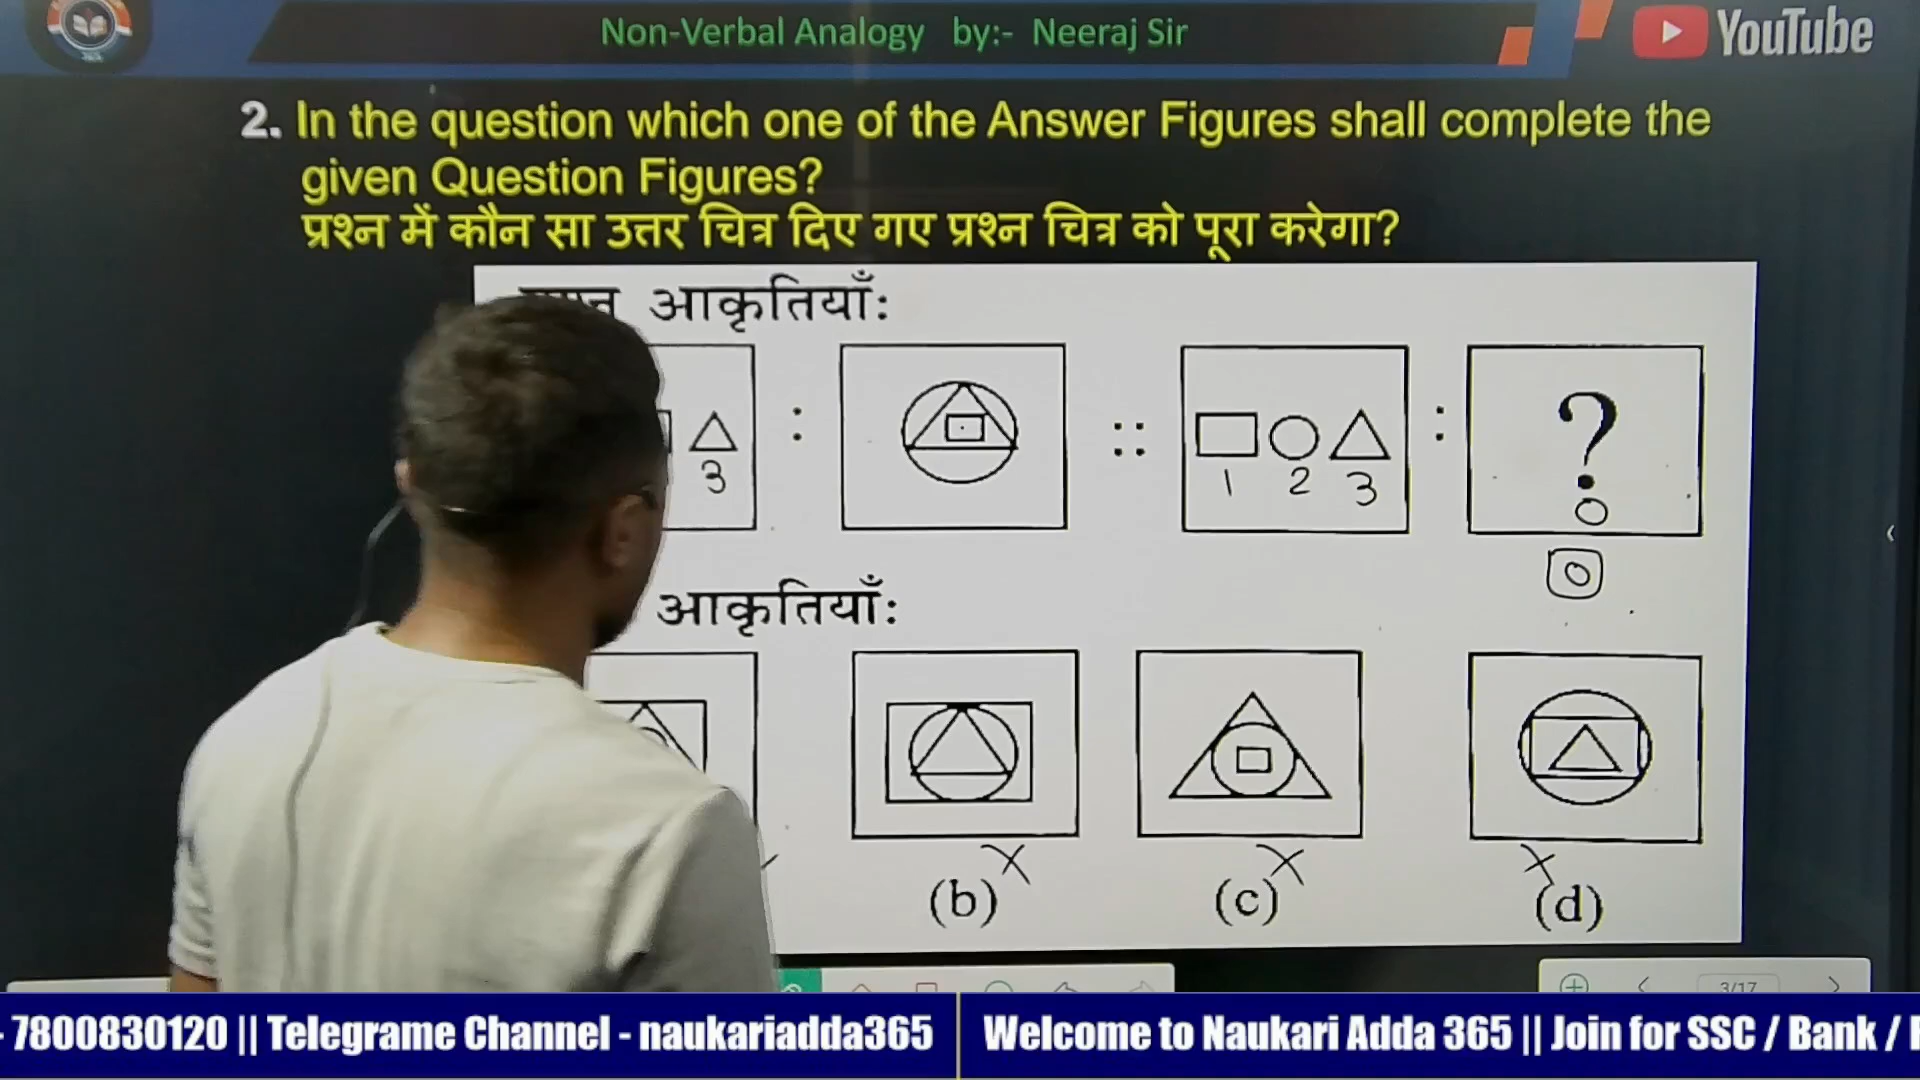 Non-Verbal Analogy by:- Neeraj Sir
YouTube
2. In the question which one of the Answer Figures shall complete the
given Question Figures?
प्रश्न में कौन सा उत्तर चित्र दिए गए प्रश्न चित्र को पूरा करेगा?
आकृतियाँ:
: :: : ?
3 1 2 3
आकृतियाँ:
x x x
(b) (c) (d)
3/17
7800830120 || Telegrame Channel - naukariadda365 Welcome to Naukari Adda 365 || Join for SSC / Bank /